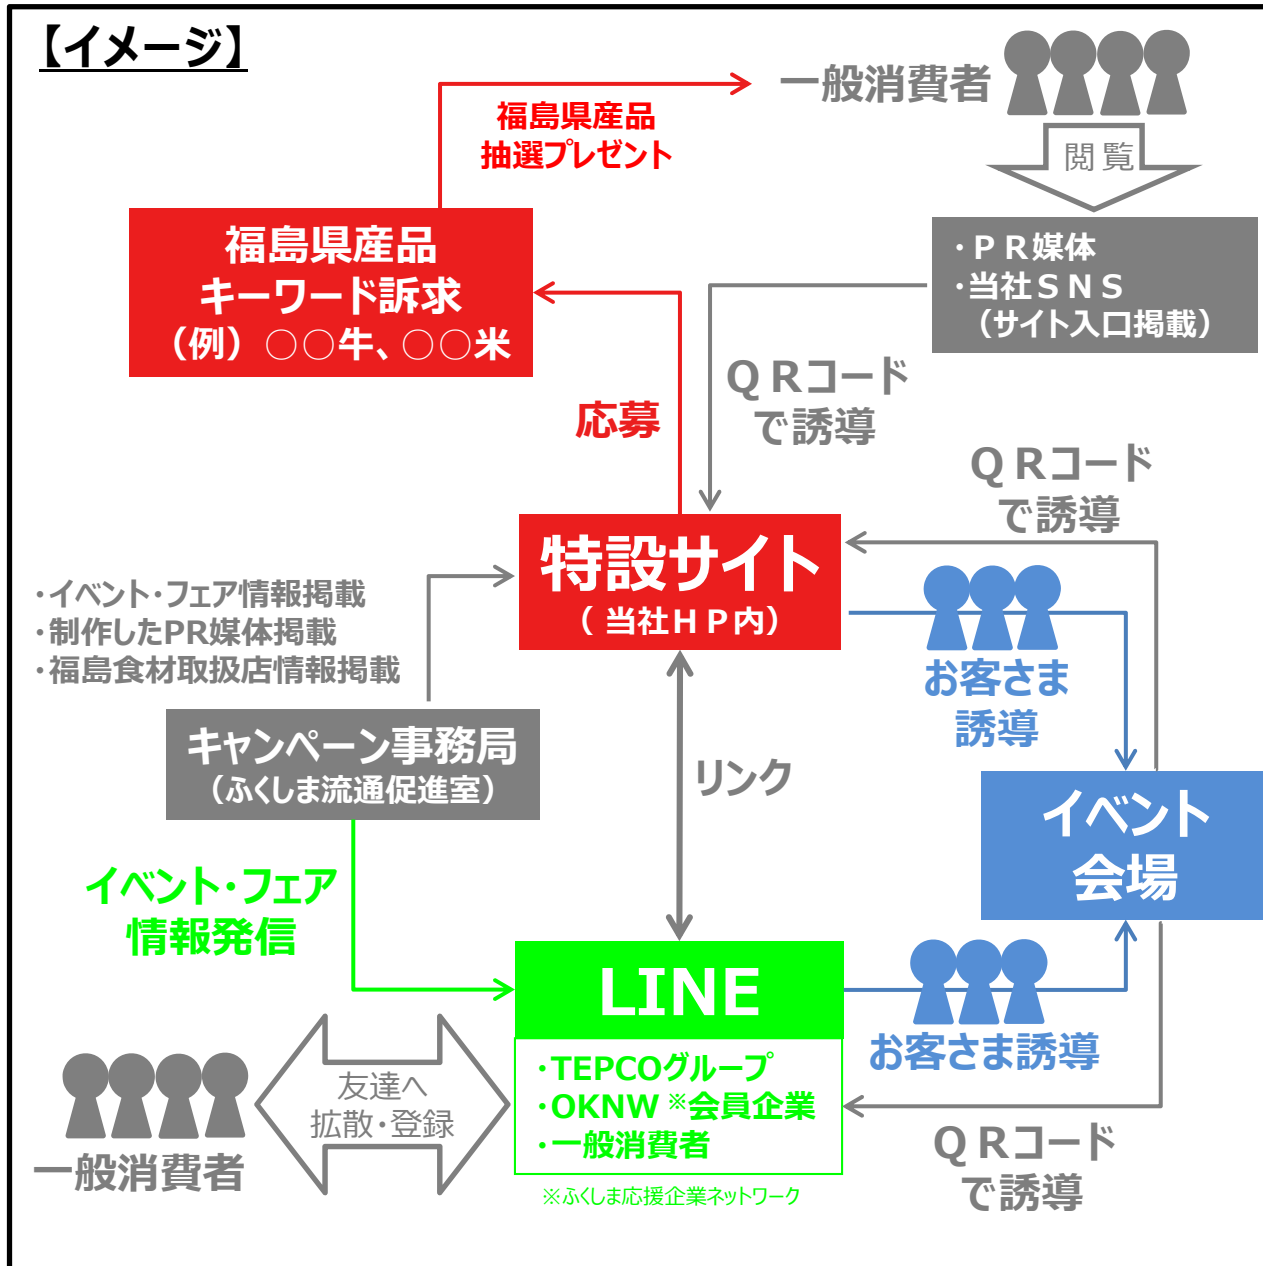 【イメージ】
一般消費者
福島県産品
抽選プレゼント
閲覧
福島県産品
キーワード訴求
（例）○○牛、○○米
・ＰＲ媒体
・当社ＳＮＳ
（サイト入口掲載）
ＱＲコード
で誘導
応募
ＱＲコード
で誘導
特設サイト
（当社ＨＰ内）
・イベント・フェア情報掲載
・制作したPR媒体掲載
・福島食材取扱店情報掲載
お客さま
誘導
キャンペーン事務局
（ふくしま流通促進室）
リンク
イベント
会場
イベント・フェア
情報発信
LINE
・TEPCOグループ
・OKNW※会員企業
・一般消費者
お客さま誘導
友達へ
拡散・登録
一般消費者
ＱＲコード
で誘導
※ふくしま応援企業ネットワーク